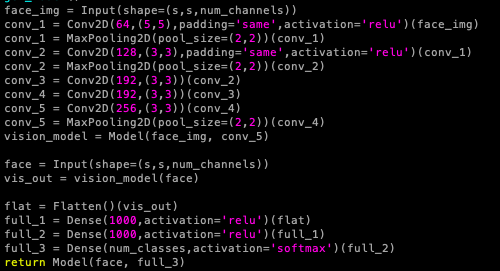 face_img = Input(shape=(s,s,num_channels))
conv_1 = Conv2D(64,(5,5),padding='same',activation='relu')(face_img)
conv_1 = MaxPooling2D(pool_size=(2,2))(conv_1)
conv_2 = Conv2D(128,(3,3),padding='same',activation='relu')(conv_1)
conv_2 = MaxPooling2D(pool_size=(2,2))(conv_2)
conv_3 = Conv2D(192,(3,3))(conv_2)
conv_4 = Conv2D(192,(3,3))(conv_3)
conv_5 = Conv2D(256,(3,3))(conv_4)
conv_5 = MaxPooling2D(pool_size=(2,2))(conv_4)
vision_model = Model(face_img, conv_5)
face = Input(shape=(s,s,num_channels))
vis_out = vision_model(face)
flat = Flatten()(vis_out)
full_1 = Dense(1000,activation='relu')(flat)
full_2 = Dense(1000,activation='relu')(full_1)
full_3 = Dense(num_classes,activation='softmax')(full_2)
return Model(face, full_3)